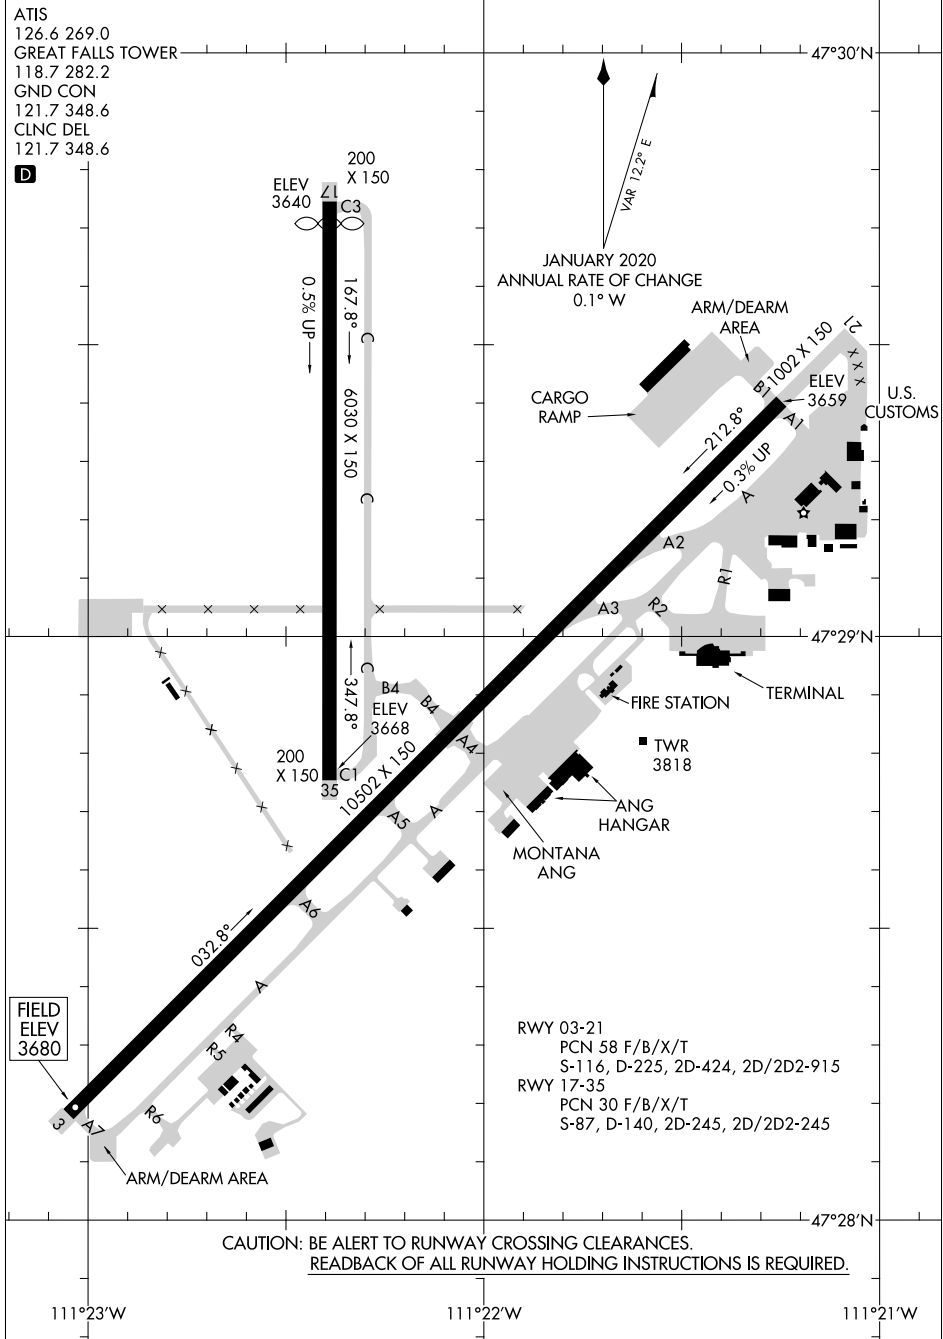 ATIS
126.6 269.0
GREAT FALLS TOWER
118.7 282.2
GND CON
121.7 348.6
CLNC DEL
121.7 348.6
D
47°30'N
VAR 12.2° E
JANUARY 2020
ANNUAL RATE OF CHANGE
0.1° W
200
X 150
ELEV
3640
17
C3
0.5% UP
167.8°
6030 X 150
C
C
C
347.8°
ARM/DEARM
AREA
21
1002 X 150
X X X
B1
ELEV
3659
A1
U.S.
CUSTOMS
CARGO
RAMP
212.8°
0.3% UP
A
A2
R1
A3
R2
47°29'N
TERMINAL
FIRE STATION
B4
B4
ELEV
3668
A4
TWR
3818
200
X 150
C1
35
10502 X 150
A5
A
ANG
HANGAR
MONTANA
ANG
A6
032.8°
A
FIELD
ELEV
3680
R4
R5
R6
3
A7
ARM/DEARM AREA
RWY 03-21
PCN 58 F/B/X/T
S-116, D-225, 2D-424, 2D/2D2-915
RWY 17-35
PCN 30 F/B/X/T
S-87, D-140, 2D-245, 2D/2D2-245
47°28'N
CAUTION: BE ALERT TO RUNWAY CROSSING CLEARANCES.
READBACK OF ALL RUNWAY HOLDING INSTRUCTIONS IS REQUIRED.
111°23'W
111°22'W
111°21'W